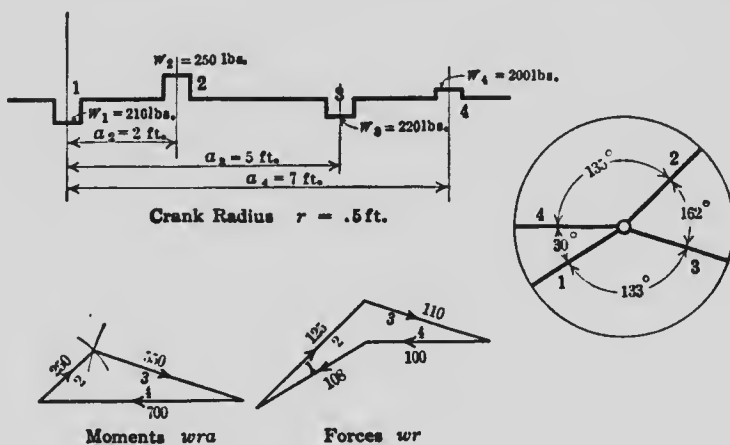 w₂ = 250 lbs.
w₄ = 200 lbs.
1
2
3
4
w₁ = 210 lbs.
w₃ = 220 lbs.
a₂ = 2 ft.
a₃ = 5 ft.
a₄ = 7 ft.
Crank Radius r = .5 ft.
135°
2
4
162°
30°
1
3
133°
250
2
550
3
4
700
Moments wra
125
2
3
110
4
100
1
108
Forces wr